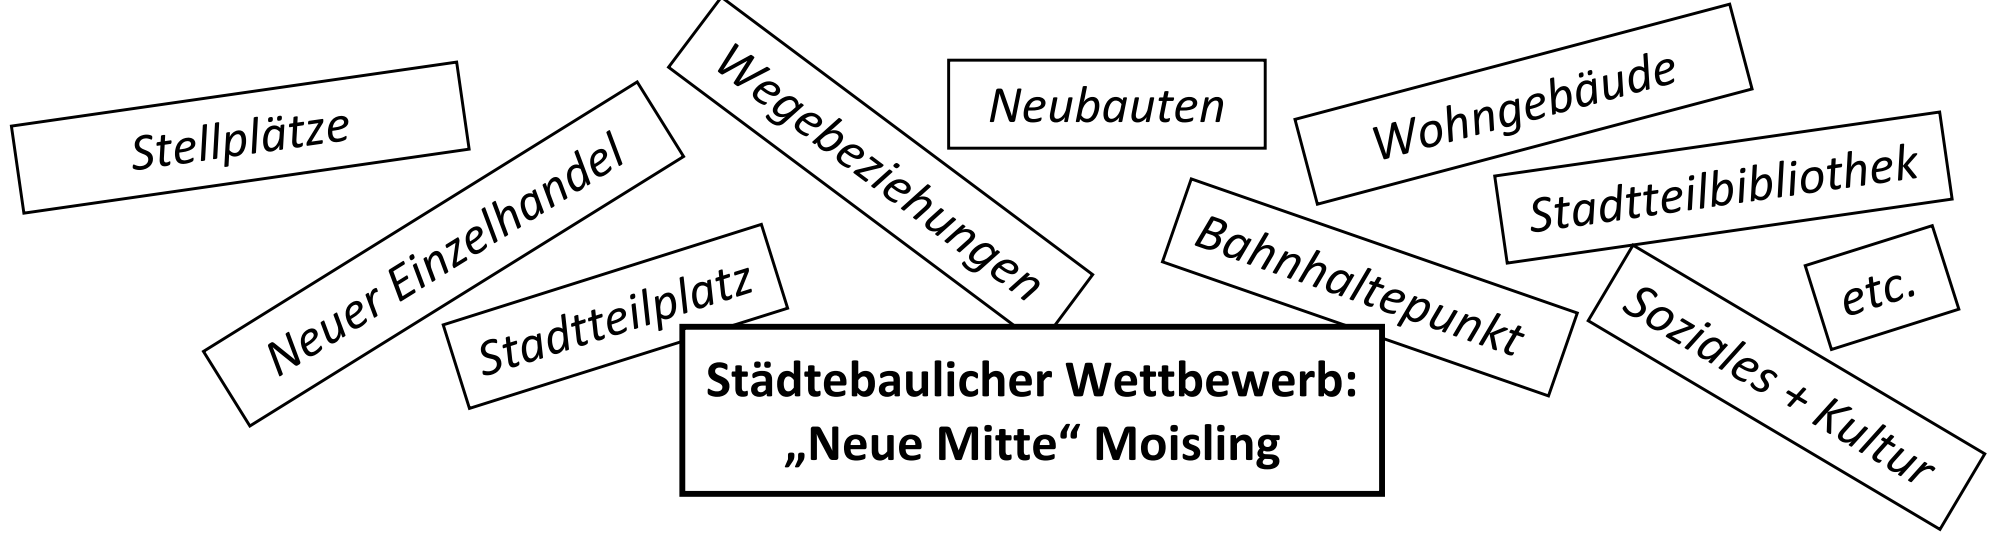 Stellplätze
Neuer Einzelhandel
Stadtteilplatz
Wegebeziehungen
Neubauten
Wohngebäude
Stadtteilbibliothek
Bahnhaltepunkt
Soziales + Kultur
etc.
Städtebaulicher Wettbewerb:
„Neue Mitte“ Moisling